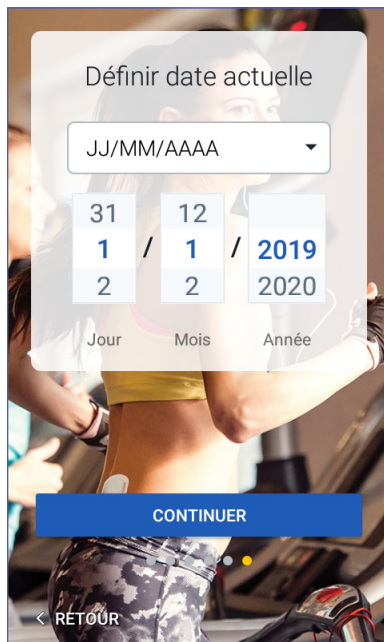 Définir date actuelle
JJ/MM/AAAA
31 12
1 / 1 / 2019
2 2 2020
Jour Mois Année
CONTINUER
< RETOUR